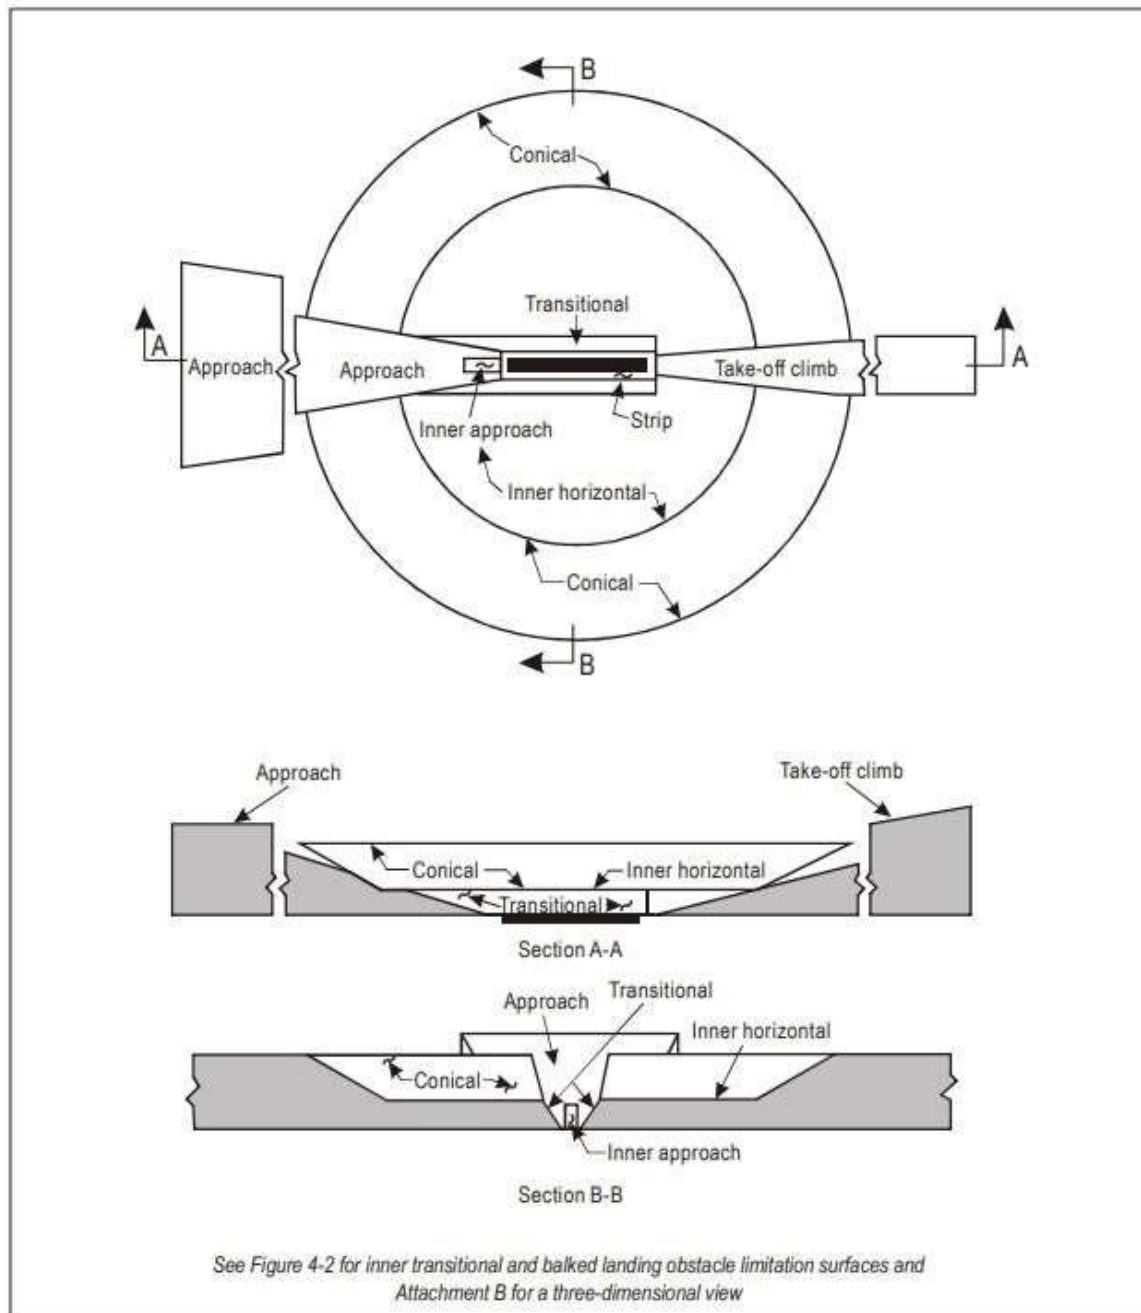 B
Conical
Transitional
A
A
Approach
Approach
Take-off climb
Inner approach
Strip
Inner horizontal
Conical
B
Approach
Take-off climb
Conical
Inner horizontal
Transitional
Section A-A
Transitional
Approach
Inner horizontal
Conical
Inner approach
Section B-B
See Figure 4-2 for inner transitional and balked landing obstacle limitation surfaces and
Attachment B for a three-dimensional view